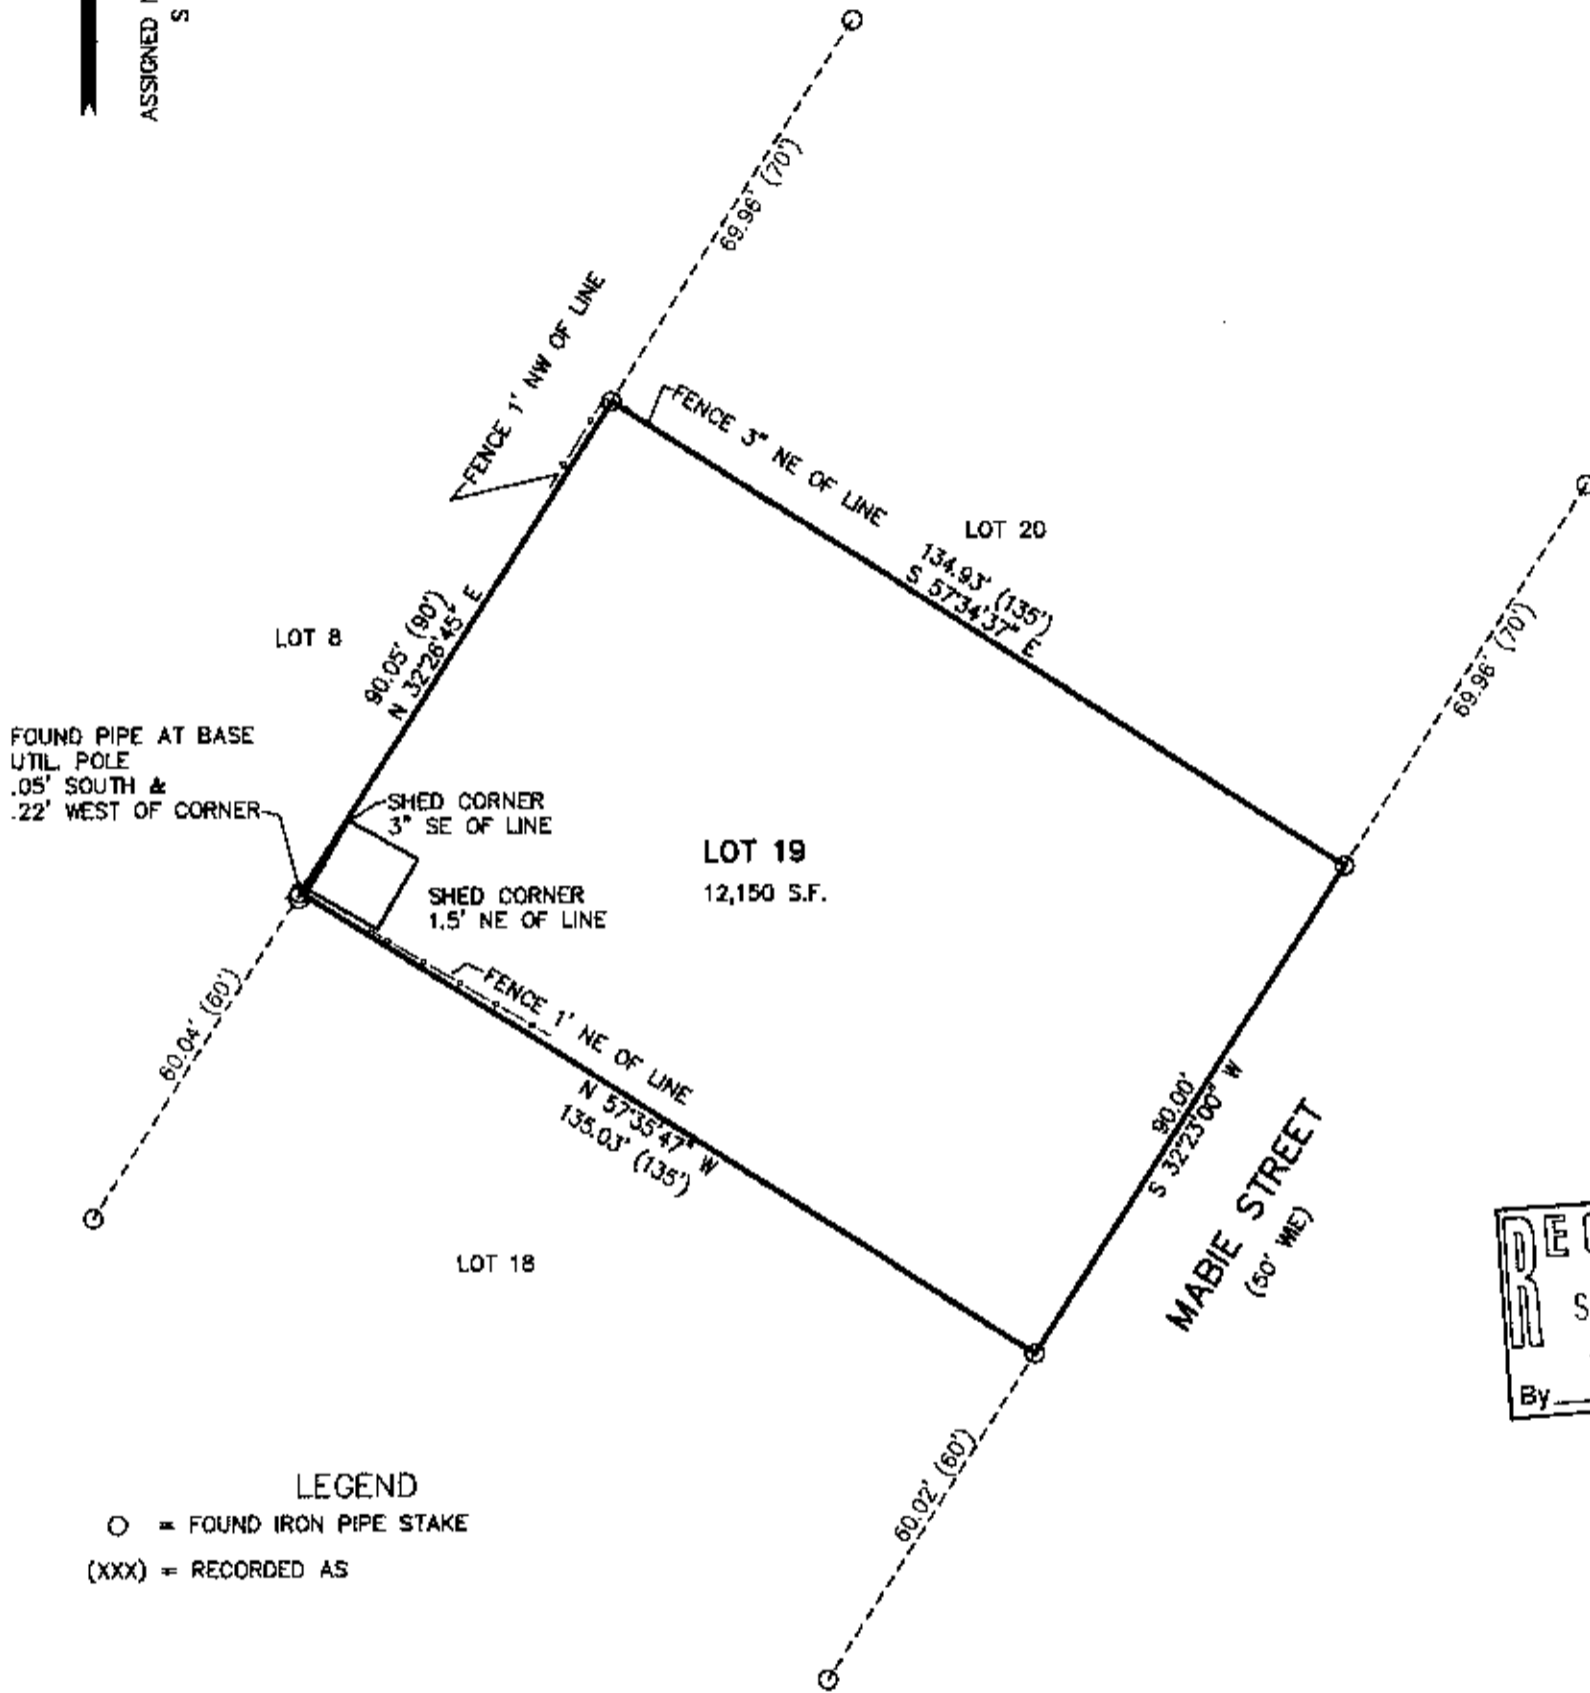 ASSIGNED
S
69.96' (70')
FENCE 1' NW OF LINE
FENCE 3" NE OF LINE
LOT 20
134.93' (135')
S 57°34'37" E
69.96' (70')
LOT 8
90.05' (90')
N 32°26'45" E
FOUND PIPE AT BASE
UTIL. POLE
.05' SOUTH &
.22' WEST OF CORNER
SHED CORNER
3" SE OF LINE
LOT 19
12,150 S.F.
SHED CORNER
1.5' NE OF LINE
FENCE 1' NE OF LINE
N 57°35'47" W
135.03' (135')
60.04' (60')
90.00'
S 32°23'00" W
MABIE STREET
(50' WIE)
LOT 18
60.02' (60')
R E
S
By
LEGEND
O = FOUND IRON PIPE STAKE
(XXX) = RECORDED AS